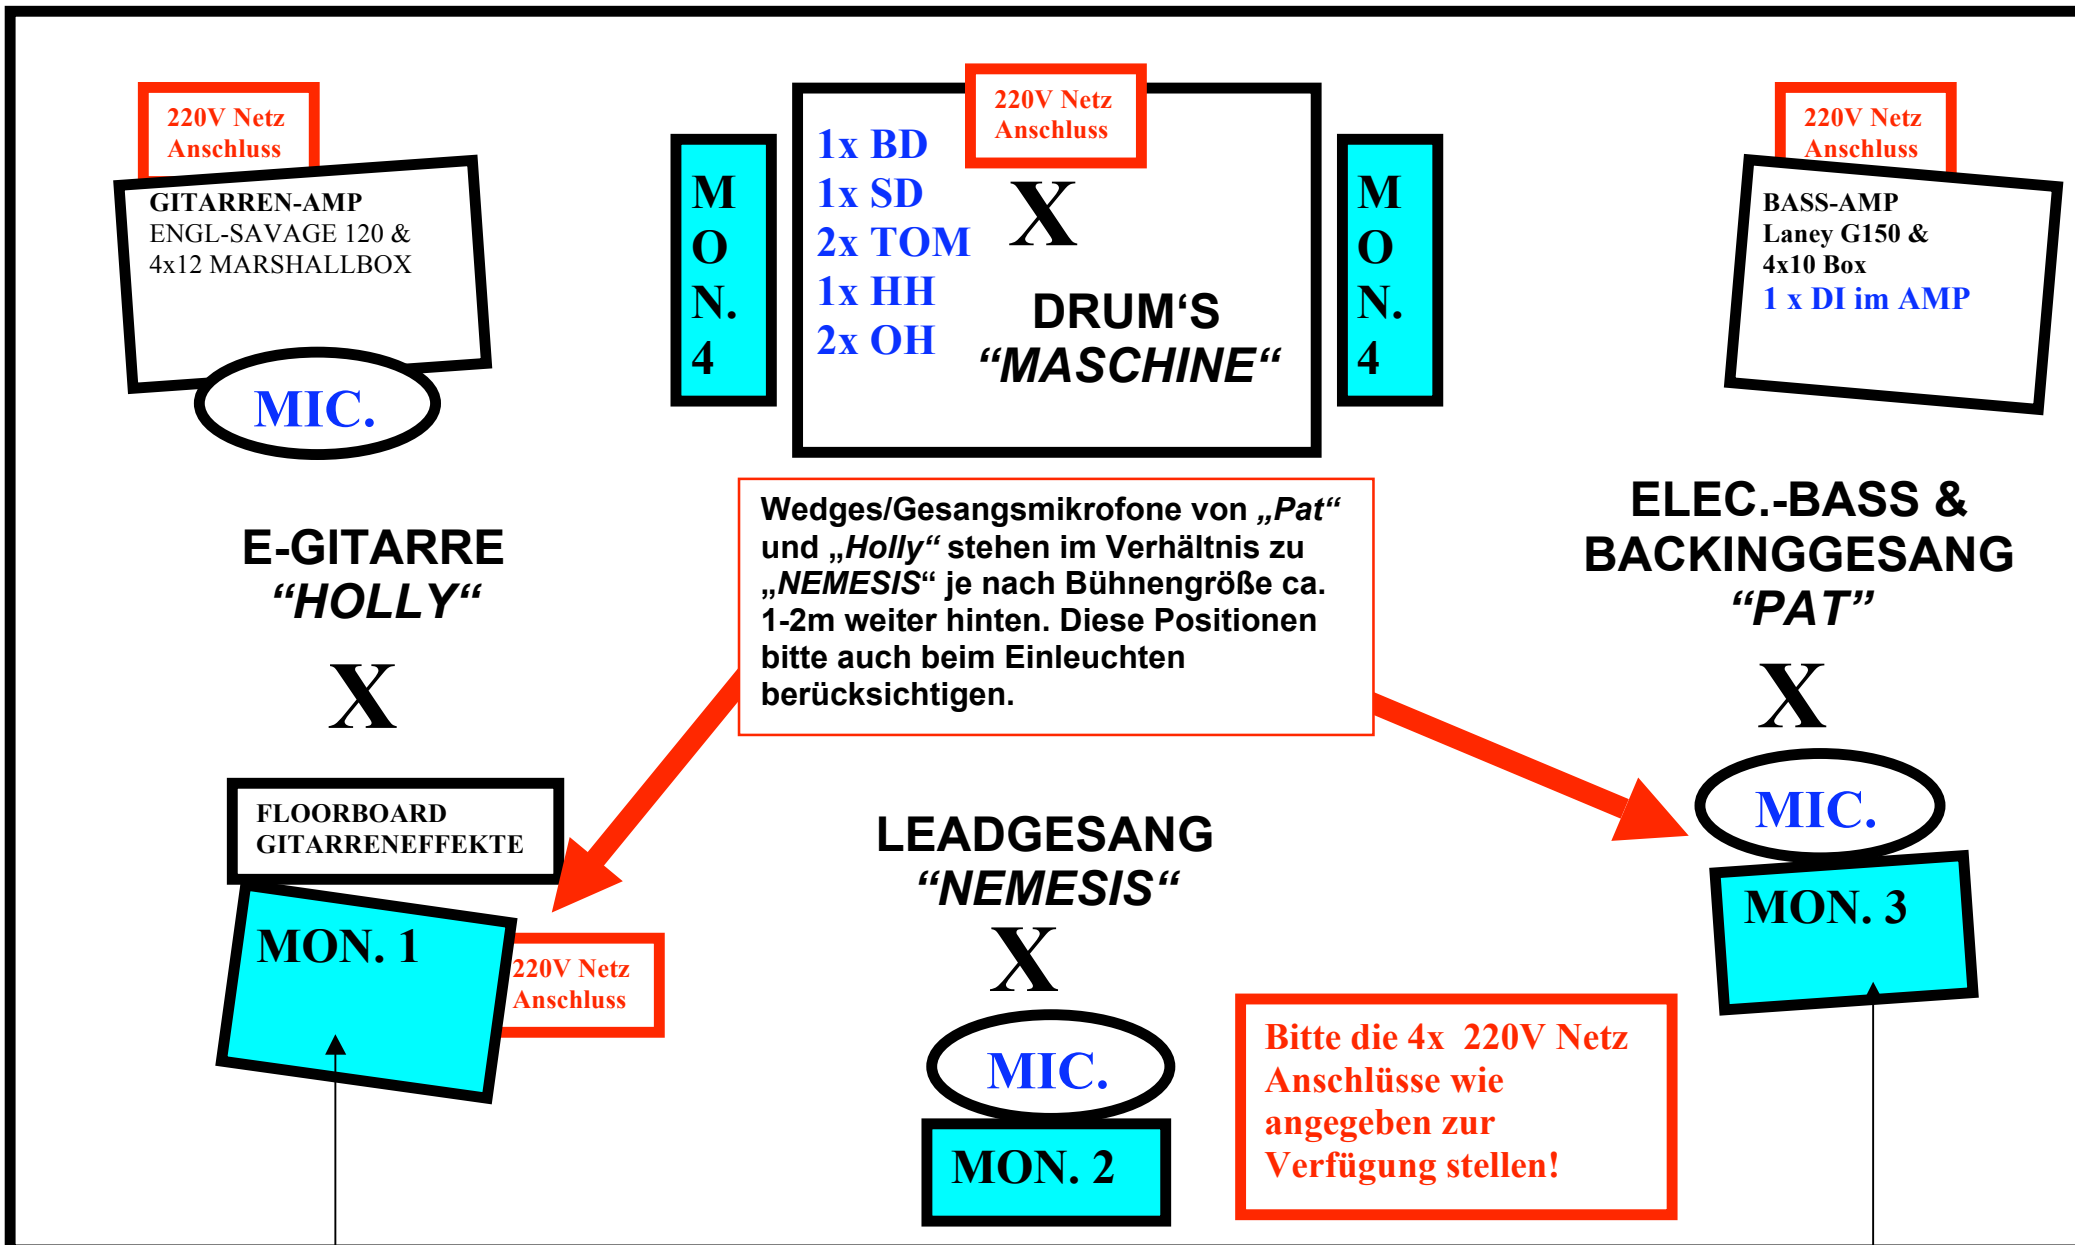 220V Netz
Anschluss
GITARREN-AMP
ENGL-SAVAGE 120 &
4x12 MARSHALLBOX
MIC.
M
O
N.
4
220V Netz
Anschluss
1x BD
1x SD
2x TOM
1x HH
2x OH
X
DRUM‘S
“MASCHINE“
M
O
N.
4
220V Netz
Anschluss
BASS-AMP
Laney G150 &
4x10 Box
1 x DI im AMP
E-GITARRE
“HOLLY“
X
Wedges/Gesangsmikrofone von „Pat“
und „Holly“ stehen im Verhältnis zu
„NEMESIS“ je nach Bühnengröße ca.
1-2m weiter hinten. Diese Positionen
bitte auch beim Einleuchten
berücksichtigen.
ELEC.-BASS &
BACKINGGESANG
“PAT”
X
MIC.
MON. 3
FLOORBOARD
GITARRENEFFEKTE
MON. 1
220V Netz
Anschluss
LEADGESANG
“NEMESIS“
X
MIC.
MON. 2
Bitte die 4x  220V Netz
Anschlüsse wie
angegeben zur
Verfügung stellen!